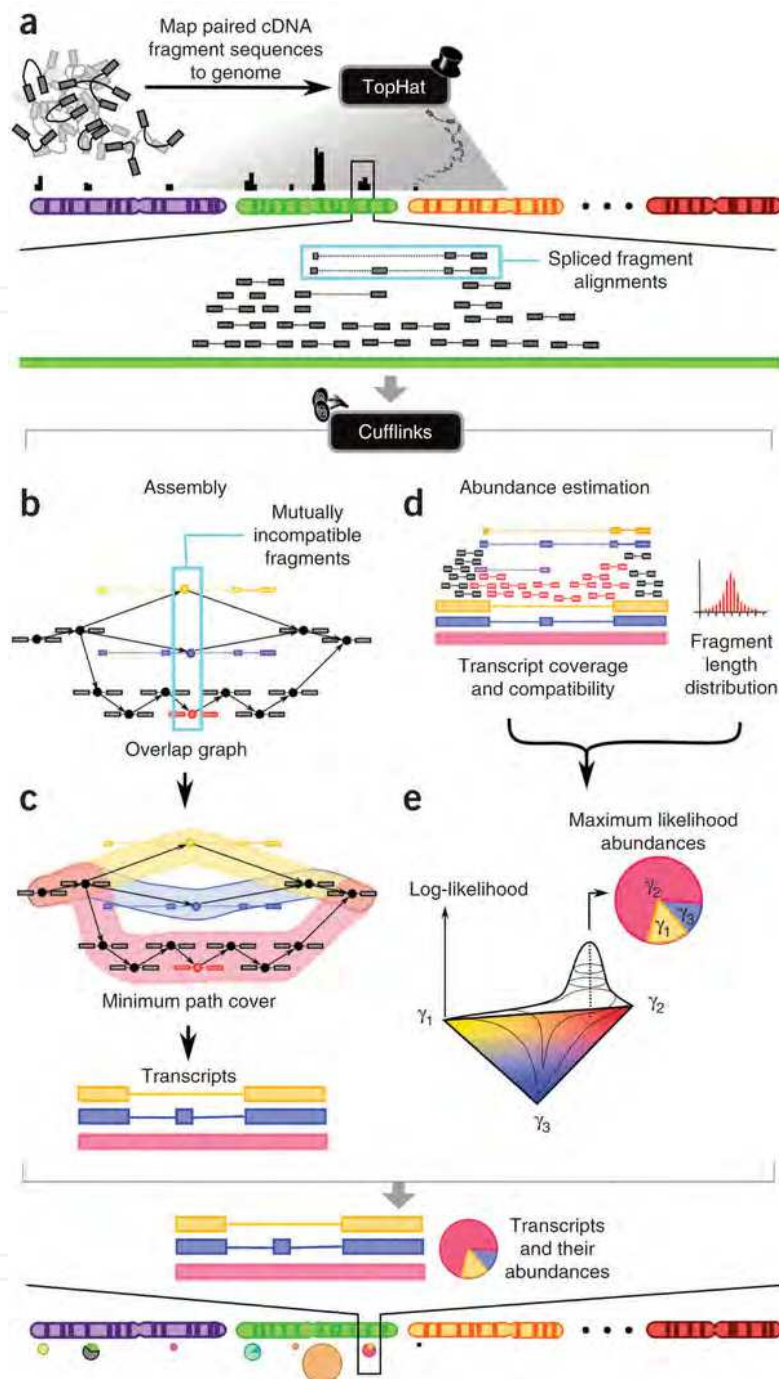 a
Map paired cDNA
fragment sequences
to genome
TopHat
Spliced fragment
alignments
Cufflinks
b
Assembly
Mutually
incompatible
fragments
Overlap graph
c
Minimum path cover
Transcripts
d
Abundance estimation
Transcript coverage
and compatibility
Fragment
length
distribution
e
Maximum likelihood
abundances
Log-likelihood
γ2
γ1
γ3
γ1
γ2
γ3
Transcripts
and their
abundances